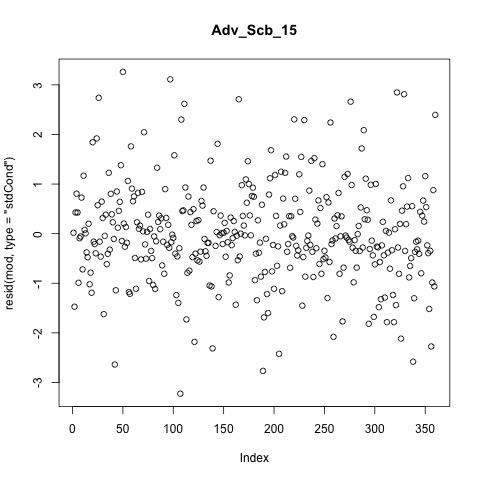 Adv_Scb_15
resid(mod, type = "stdCond")
3
2
1
0
-1
-2
-3
0 50 100 150 200 250 300 350
Index